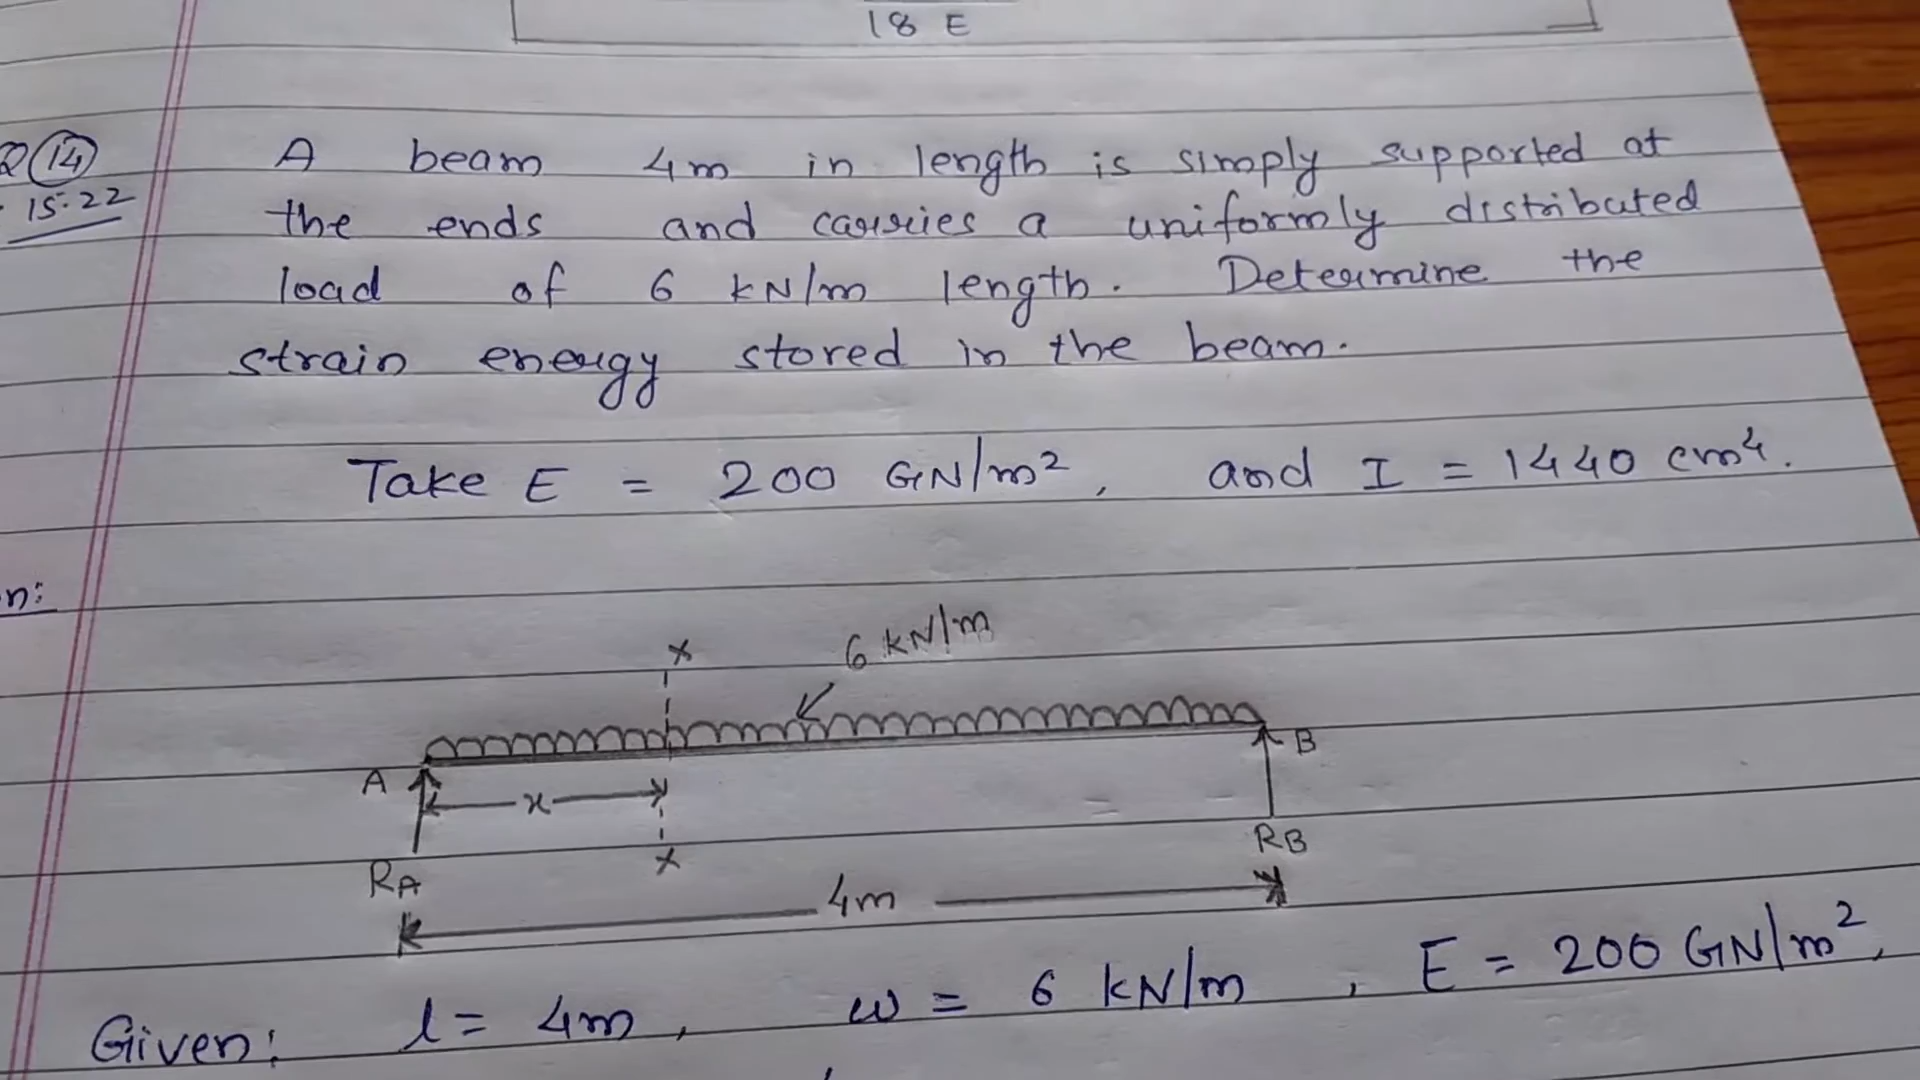 18 E
Q 14
15.22
A beam 4m in length is simply supported at
the ends and carries a uniformly distributed
load of 6 kN/m length. Determine the
strain energy stored in the beam.
Take E = 200 GN/m², and I = 1440 cm⁴.
n:
x
6 kN/m
A
x
B
RA
x
RB
4m
Given: l = 4m, w = 6 kN/m, E = 200 GN/m²,